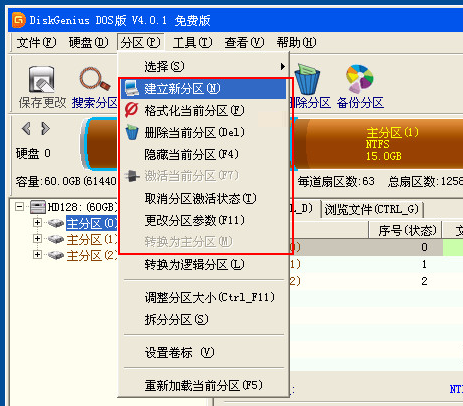 DiskGenius DOS版 V4.0.1 免费版
文件(F) 硬盘(D) 分区(P) 工具(T) 查看(V) 帮助(H)
保存更改 搜索分区 删除分区 备份分区
选择(S)
建立新分区(N)
格式化当前分区(F)
删除当前分区(Del)
隐藏当前分区(F4)
激活当前分区(F7)
取消分区激活状态(T)
更改分区参数(F11)
转换为主分区(M)
转换为逻辑分区(L)
调整分区大小(Ctrl_F11)
拆分分区(S)
设置卷标 (V)
重新加载当前分区(F5)
硬盘 0
主分区(1)
NTFS
15.0GB
容量:60.0GB(61440 每道扇区数:63 总扇区数:1258
HD128:(60GB)
主分区(0)
主分区(1)
主分区(2)
L_D) 浏览文件(CTRL_G)
序号(状态) 文
0) 0
1) 1
2) 2
NT